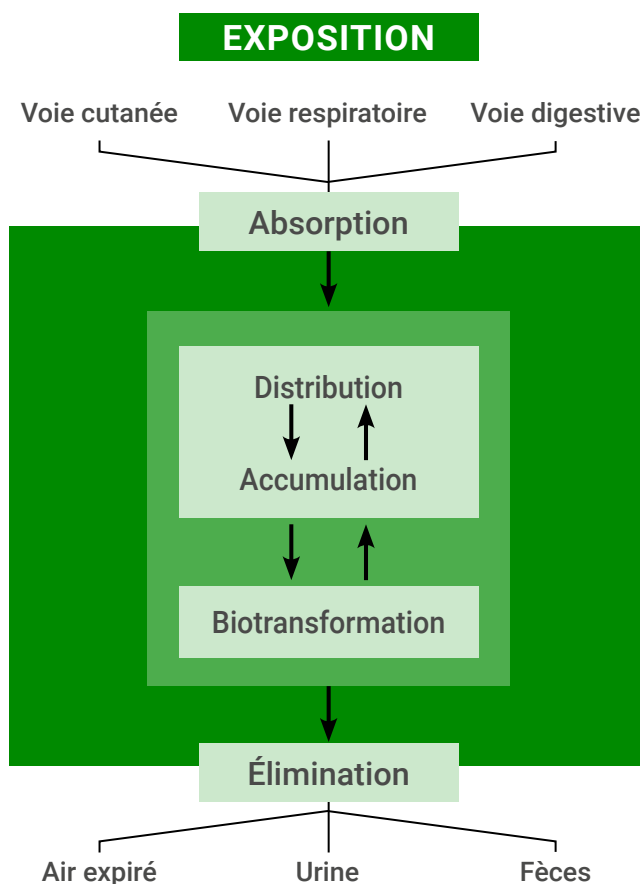 EXPOSITION
Voie cutanée Voie respiratoire Voie digestive
Absorption
Distribution
Accumulation
Biotransformation
Élimination
Air expiré Urine Fèces